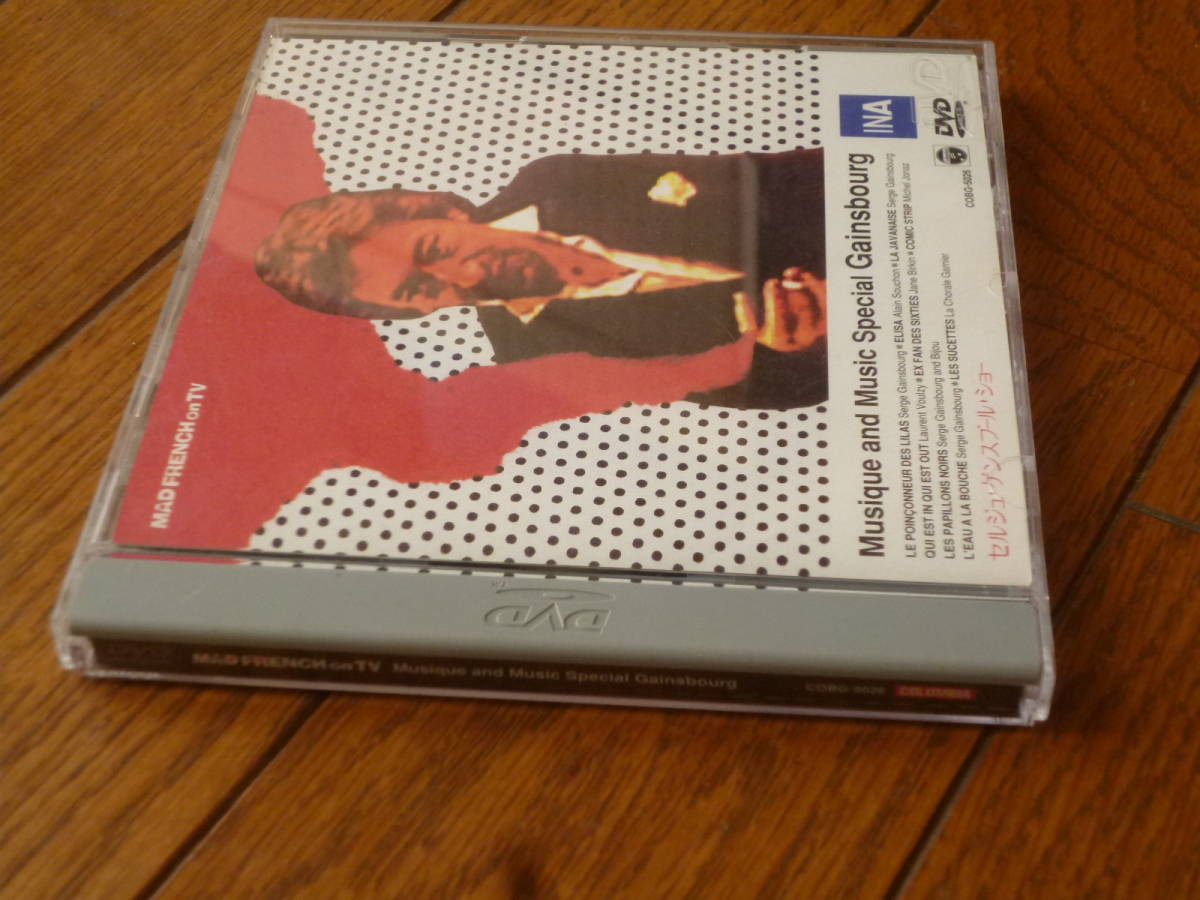 MAD FRENCH on TV
INA
DVD
Musique and Music Special Gainsbourg
LE POINÇONNEUR DES LILAS Serge Gainsbourg ● ELISA Alain Souchon ● LA JAVANAISE Serge Gainsbourg
QUI EST IN QUI EST OUT Laurent Voulzy ● EX FAN DES SIXTIES Jane Birkin ● COMIC STRIP Michel Jonaz
LES PAPILLONS NOIRS Serge Gainsbourg and Bijou
L'EAU A LA BOUCHE Serge Gainsbourg ● LES SUCETTES La Chorale Garnier
セルジュ・ゲンスブール・ショー
COBG-5026
DVD
DVD
MAD FRENCH on TV Musique and Music Special Gainsbourg COBG-5026 COLUMBIA